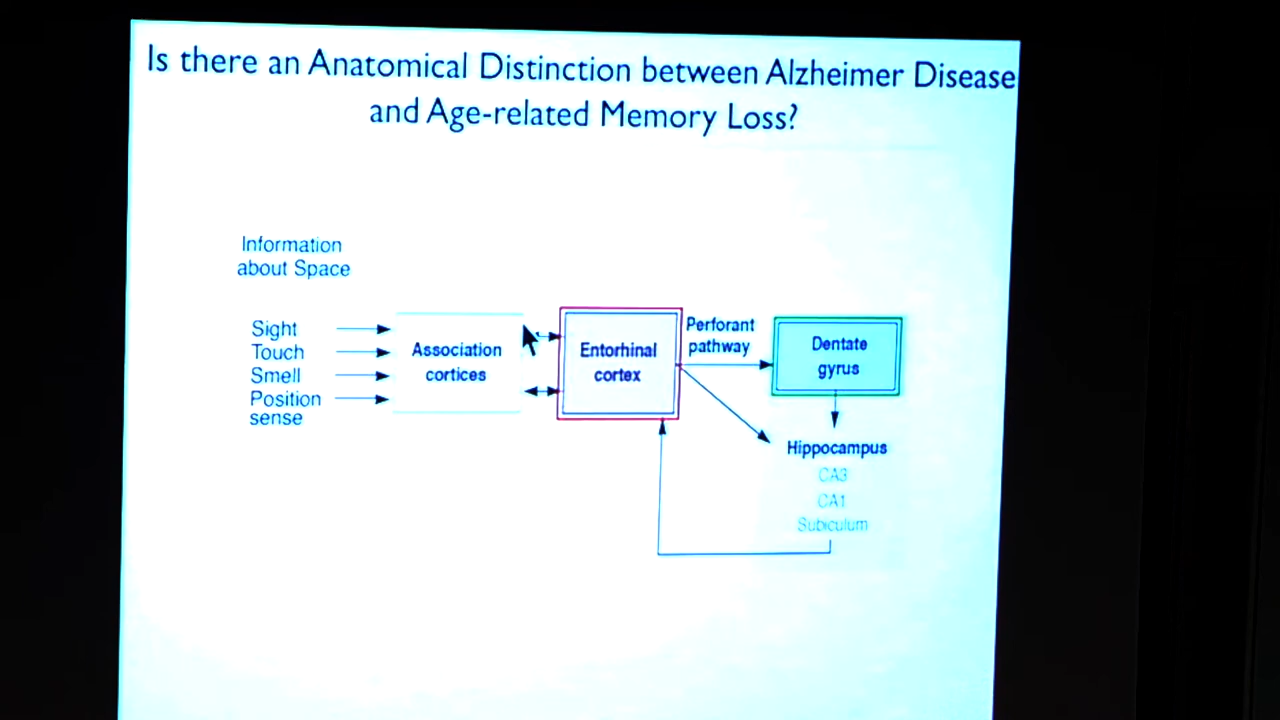 Is there an Anatomical Distinction between Alzheimer Disease
and Age-related Memory Loss?
Information
about Space
Sight
Touch
Smell
Position
sense
Association
cortices
Entorhinal
cortex
Perforant
pathway
Dentate
gyrus
Hippocampus
CA3
CA1
Subiculum